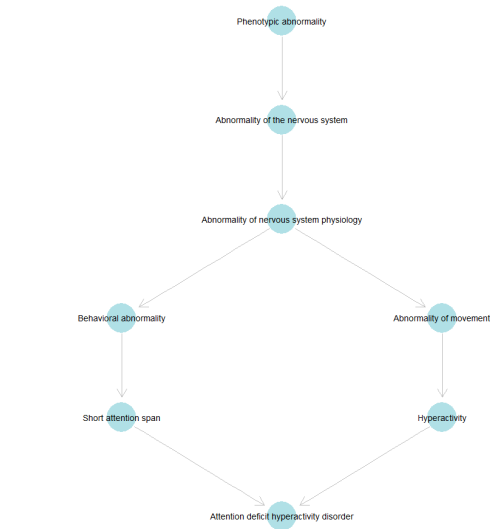 Phenotypic abnormality
Abnormality of the nervous system
Abnormality of nervous system physiology
Behavioral abnormality
Abnormality of movement
Short attention span
Hyperactivity
Attention deficit hyperactivity disorder